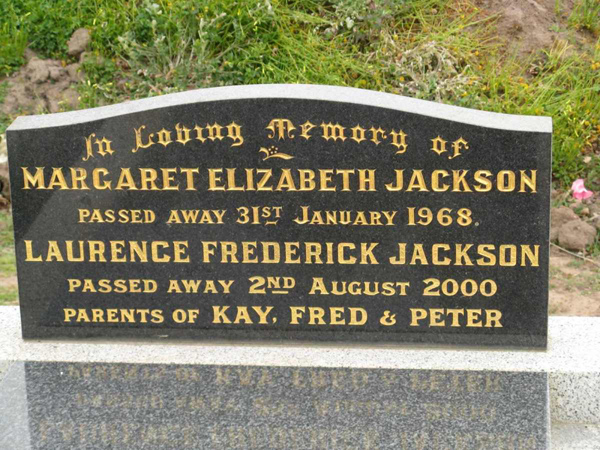 In Loving Memory of
MARGARET ELIZABETH JACKSON
PASSED AWAY 31ST JANUARY 1968.
LAURENCE FREDERICK JACKSON
PASSED AWAY 2ND AUGUST 2000
PARENTS OF KAY, FRED & PETER